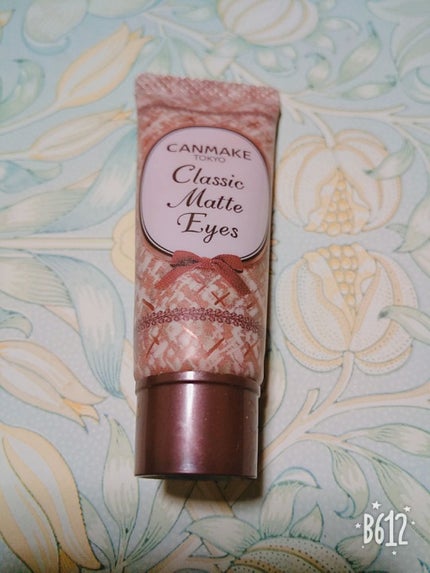 CANMAKE
TOKYO
Classic
Matte
Eyes
B612